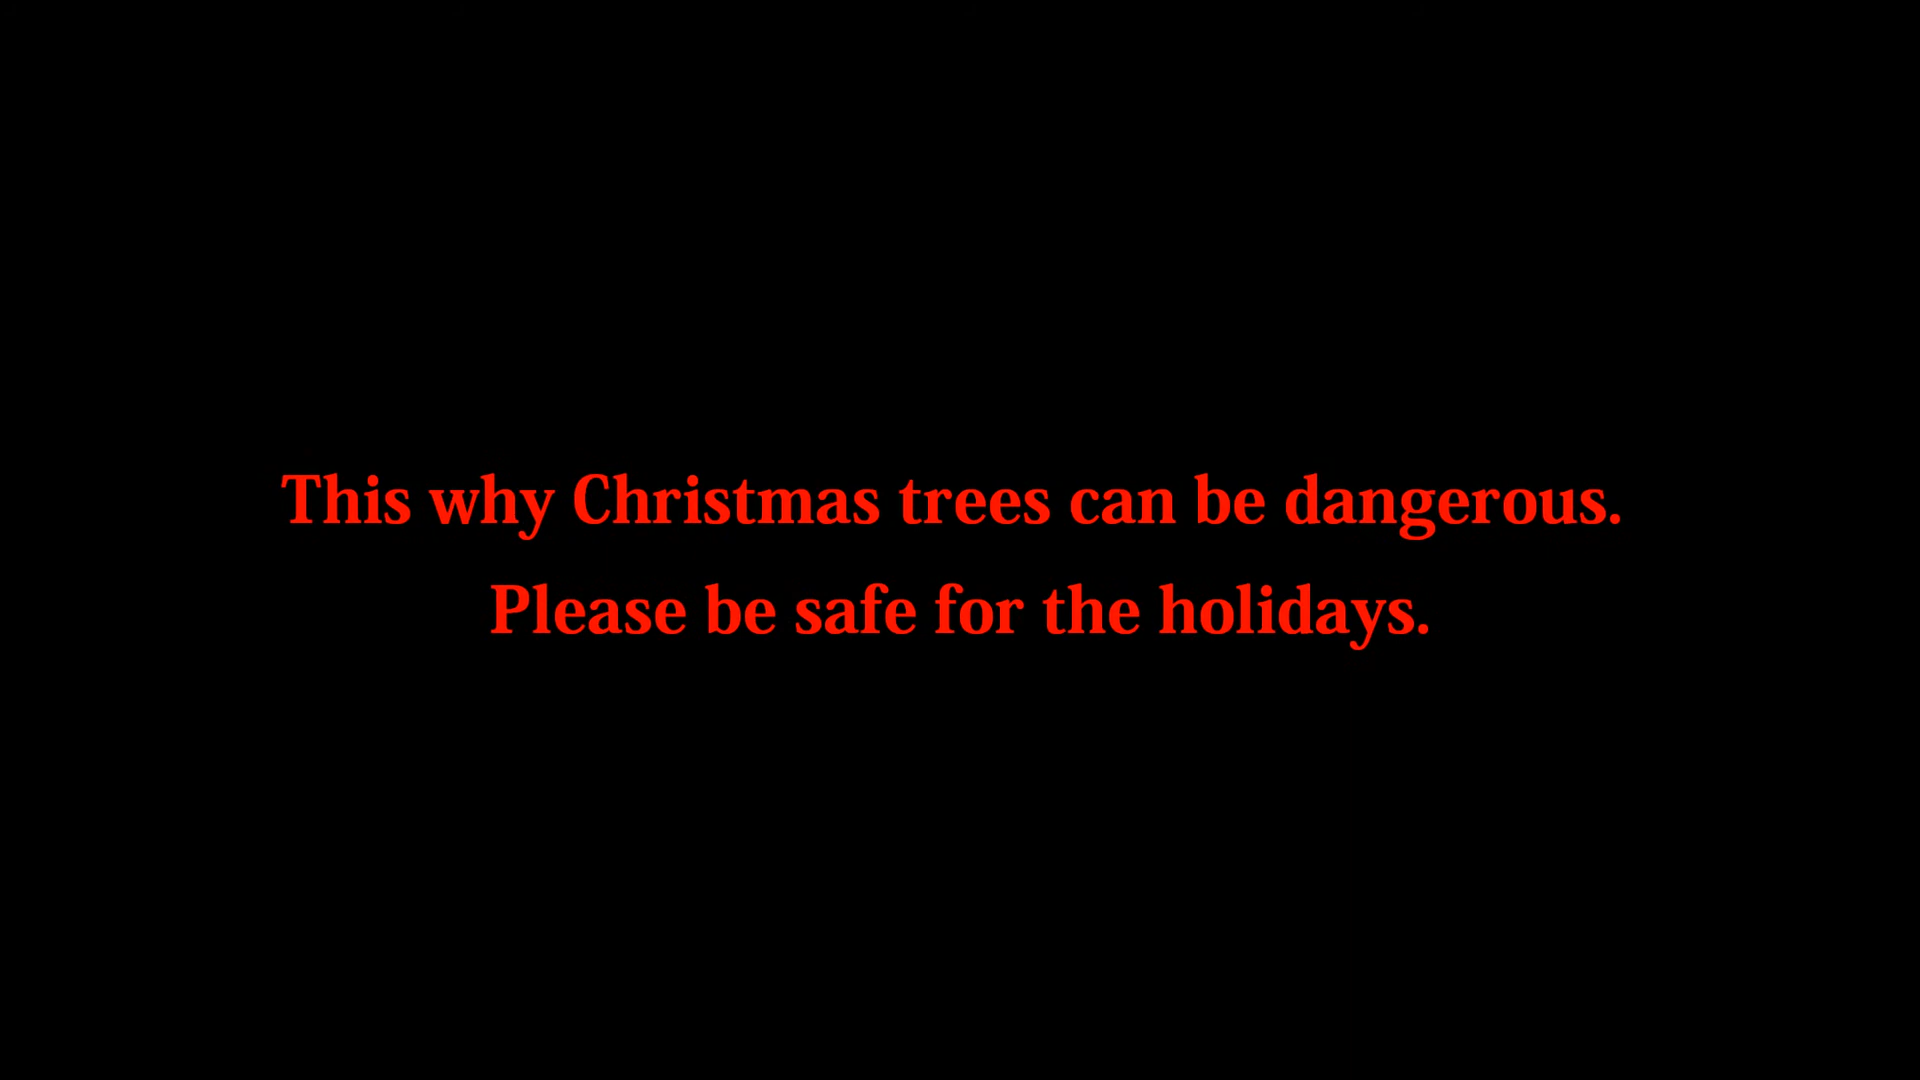 This why Christmas trees can be dangerous.
Please be safe for the holidays.